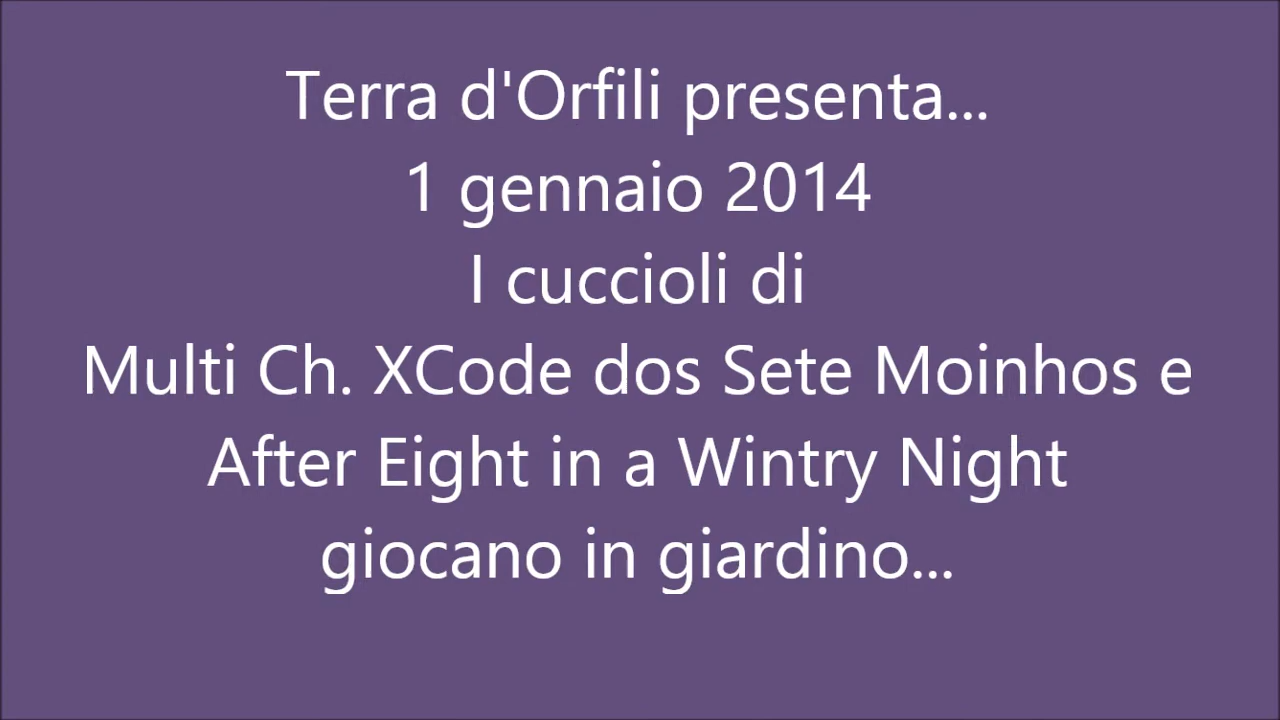 Terra d'Orfili presenta...
1 gennaio 2014
I cuccioli di
Multi Ch. XCode dos Sete Moinhos e
After Eight in a Wintry Night
giocano in giardino...